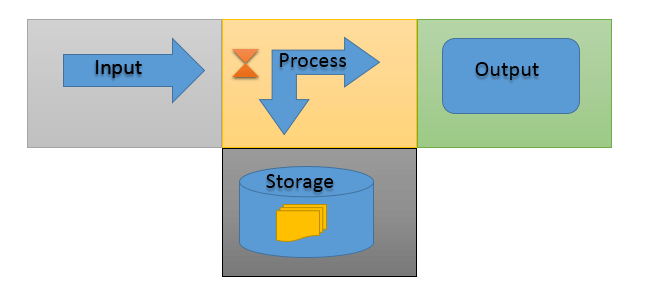 Input
Process
Output
Storage